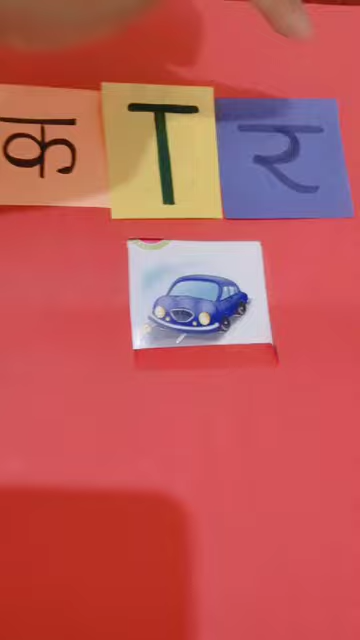 क ा र